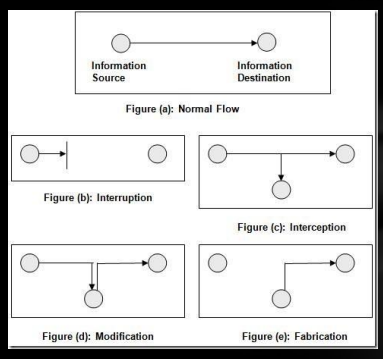 Information
Source
Information
Destination
Figure (a): Normal Flow
Figure (b): Interruption
Figure (c): Interception
Figure (d): Modification
Figure (e): Fabrication